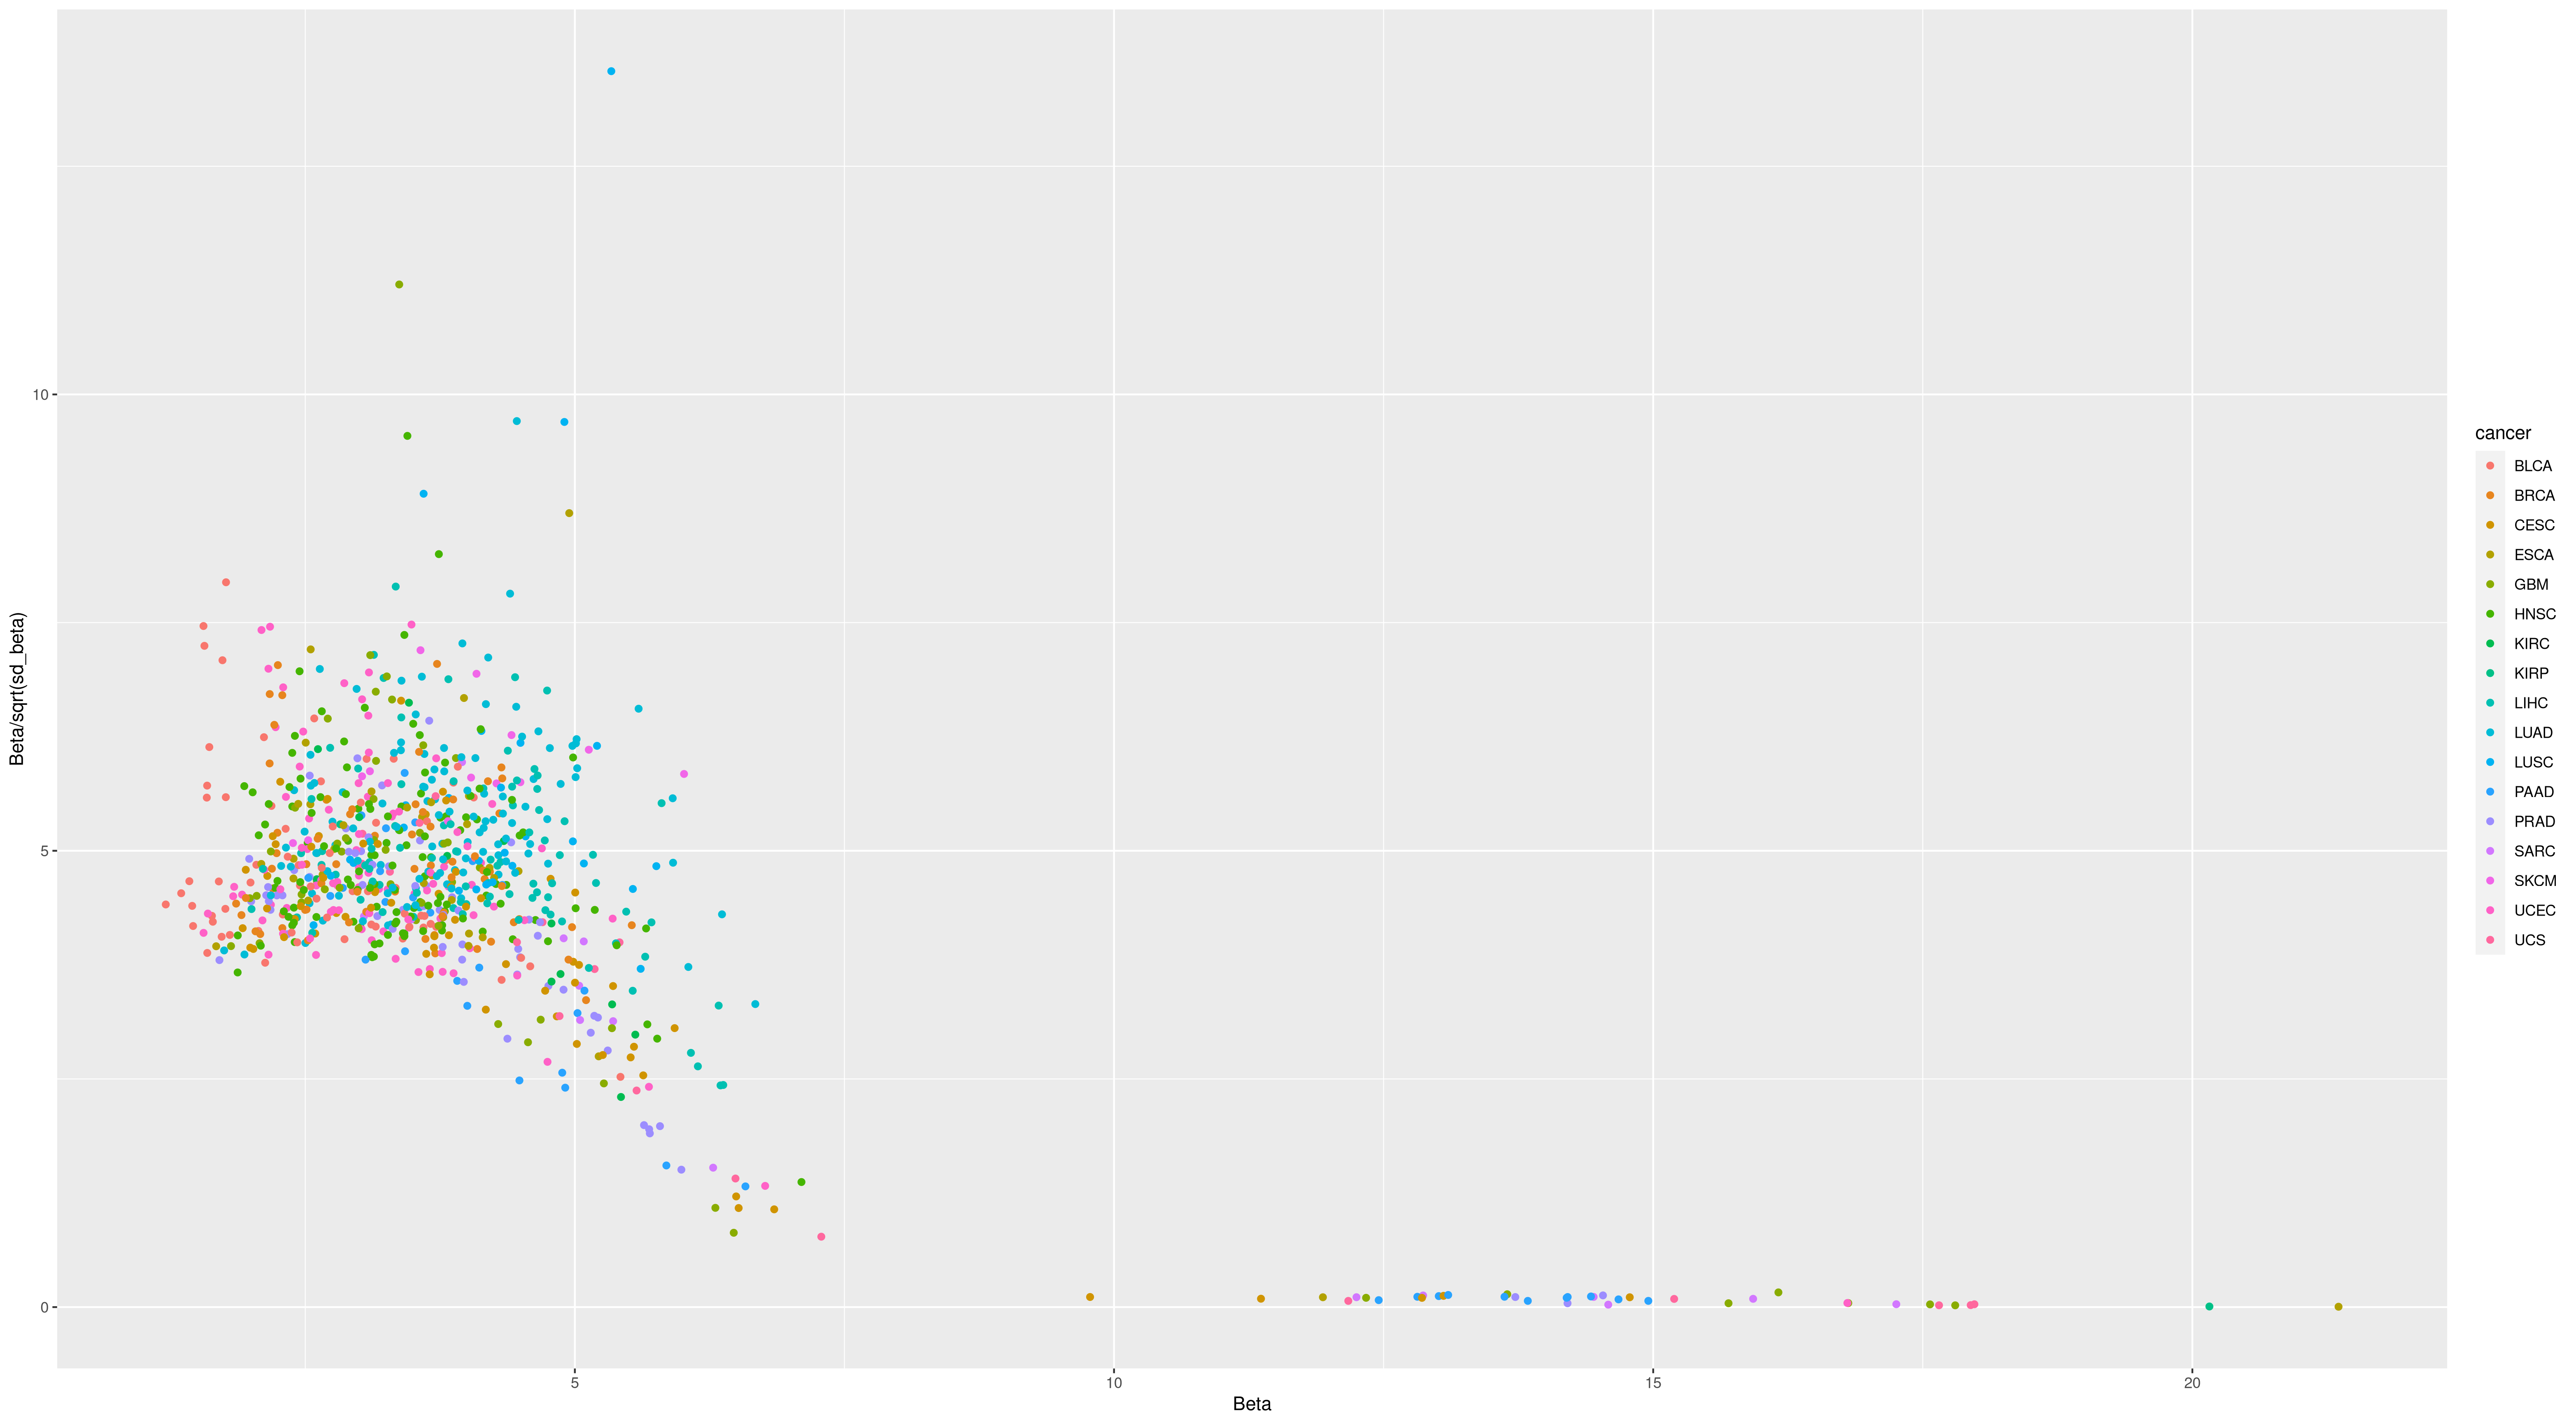 Beta/sqrt(sd_beta)
10
5
0
5
10
15
20
Beta
cancer
BLCA
BRCA
CESC
ESCA
GBM
HNSC
KIRC
KIRP
LIHC
LUAD
LUSC
PAAD
PRAD
SARC
SKCM
UCEC
UCS